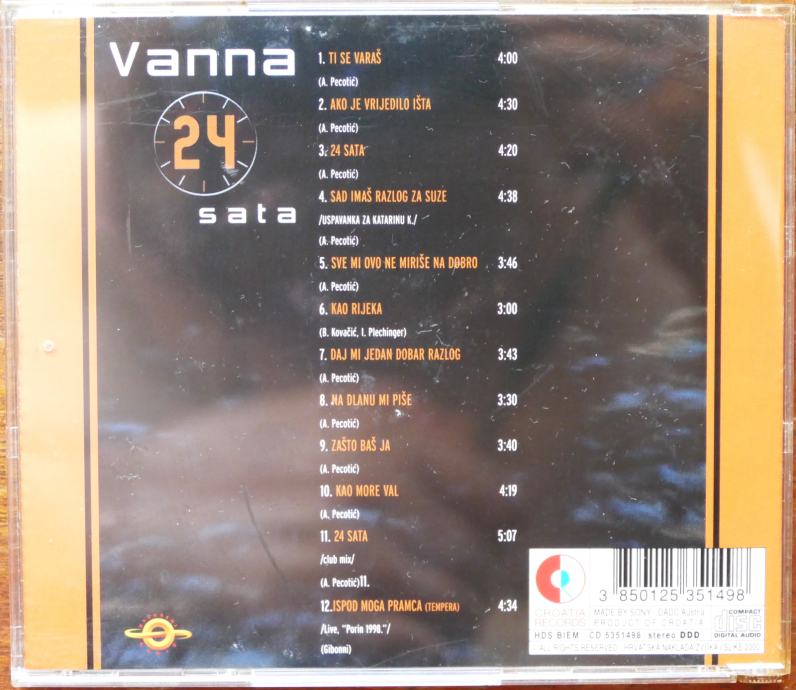 Vanna
24
sata
1. TI SE VARAŠ 4:00
(A. Pecotić)
2. AKO JE VRIJEDILO IŠTA 4:30
(A. Pecotić)
3. 24 SATA 4:20
(A. Pecotić)
4. SAD IMAŠ RAZLOG ZA SUZE 4:38
/USPAVANKA ZA KATARINU K./
(A. Pecotić)
5. SVE MI OVO NE MIRIŠE NA DOBRO 3:46
(A. Pecotić)
6. KAO RIJEKA 3:00
(B. Kovačić, I. Plechinger)
7. DAJ MI JEDAN DOBAR RAZLOG 3:43
(A. Pecotić)
8. NA DLANU MI PIŠE 3:30
(A. Pecotić)
9. ZAŠTO BAŠ JA 3:40
(A. Pecotić)
10. KAO MORE VAL 4:19
(A. Pecotić)
11. 24 SATA 5:07
/club mix/
(A. Pecotić)11.
12.ISPOD MOGA PRAMCA (TEMPERA) 4:34
/Live, "Porin 1998."/
(Gibonni)
3 850125 351498
CROATIA
RECORDS
MADE BY SONY DADC Austria
PRODUCT OF CROATIA
COMPACT
disc
DIGITAL AUDIO
HDS BIEM CD 5351498 stereo DDD
ALL RIGHTS RESERVED